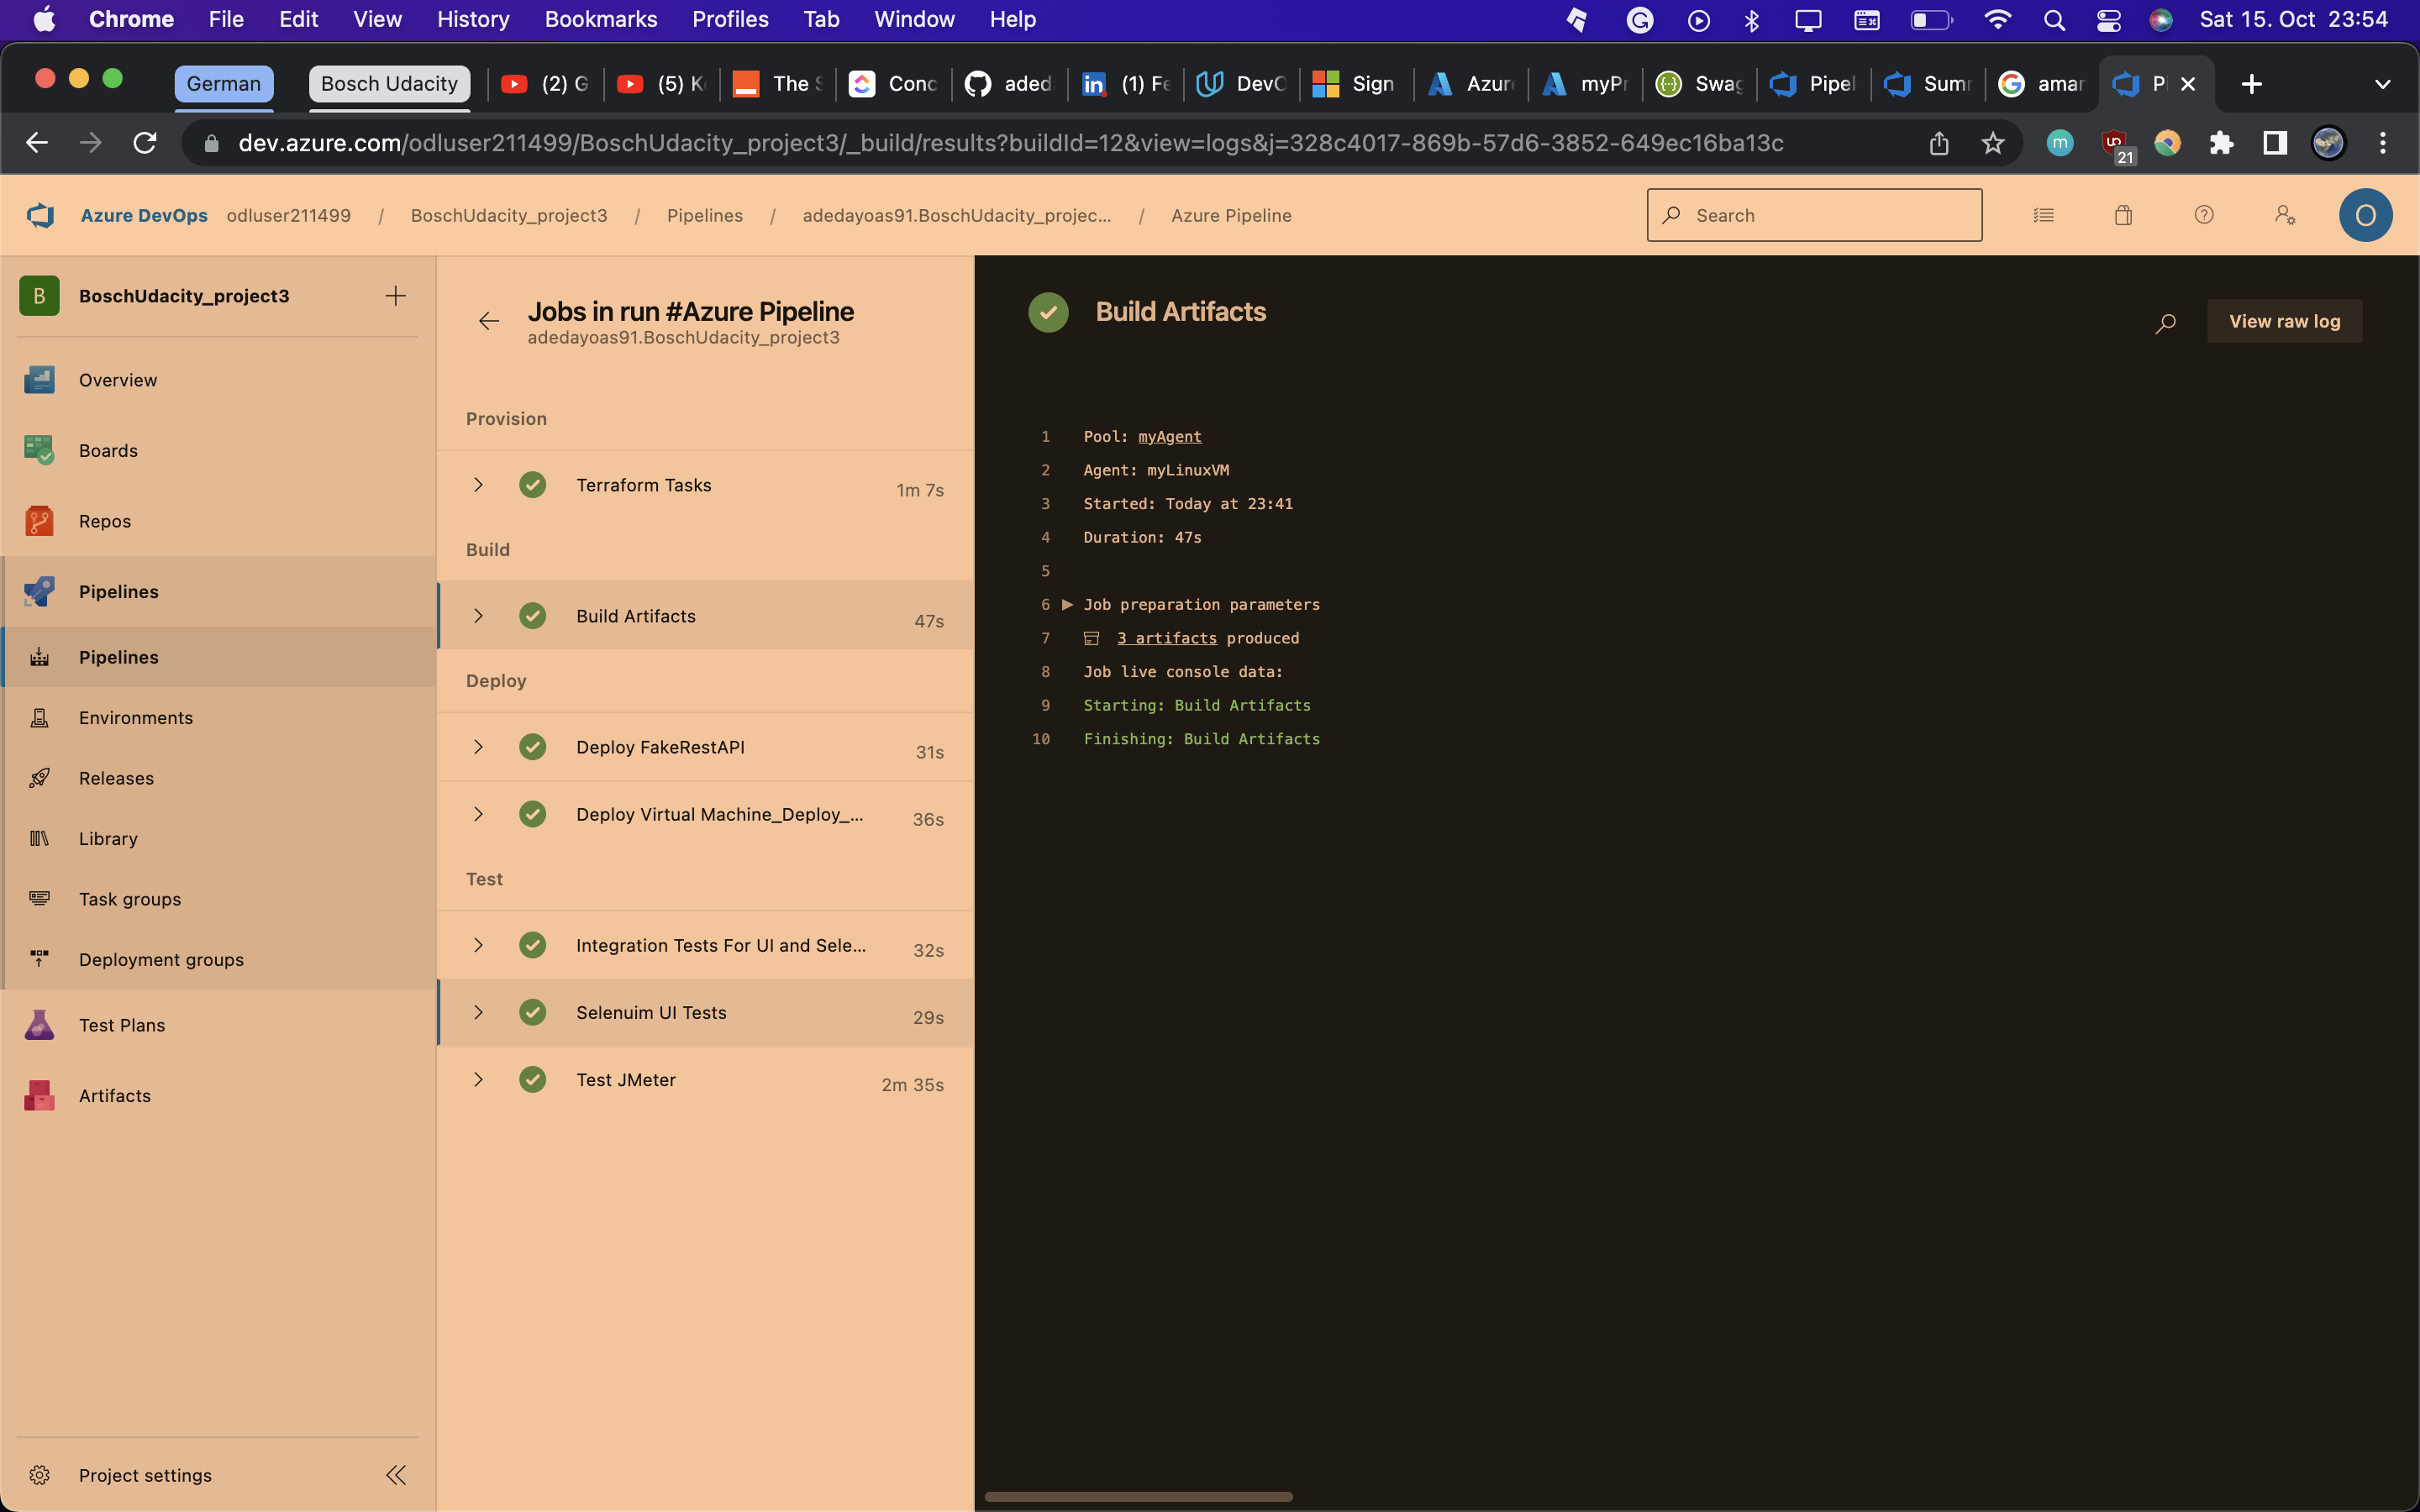 Chrome File Edit View History Bookmarks Profiles Tab Window Help Sat 15. Oct 23:54
German Bosch Udacity (2) G (5) K The S Conc aded in (1) Fe DevO Sign Azure myPr Swag Pipel Sum amar P
dev.azure.com/odluser211499/BoschUdacity_project3/_build/results?buildId=12&view=logs&j=328c4017-869b-57d6-3852-649ec16ba13c m 21
Azure DevOps odluser211499 / BoschUdacity_project3 / Pipelines / adedayoas91.BoschUdacity_projec... / Azure Pipeline Search O
B BoschUdacity_project3
Overview
Boards
Repos
Pipelines
Pipelines
Environments
Releases
Library
Task groups
Deployment groups
Test Plans
Artifacts
Project settings
Jobs in run #Azure Pipeline
adedayoas91.BoschUdacity_project3
Provision
Terraform Tasks 1m 7s
Build
Build Artifacts 47s
Deploy
Deploy FakeRestAPI 31s
Deploy Virtual Machine_Deploy_... 36s
Test
Integration Tests For UI and Sele... 32s
Selenuim UI Tests 29s
Test JMeter 2m 35s
Build Artifacts
View raw log
1 Pool: myAgent
2 Agent: myLinuxVM
3 Started: Today at 23:41
4 Duration: 47s
5
6 Job preparation parameters
7 3 artifacts produced
8 Job live console data:
9 Starting: Build Artifacts
10 Finishing: Build Artifacts